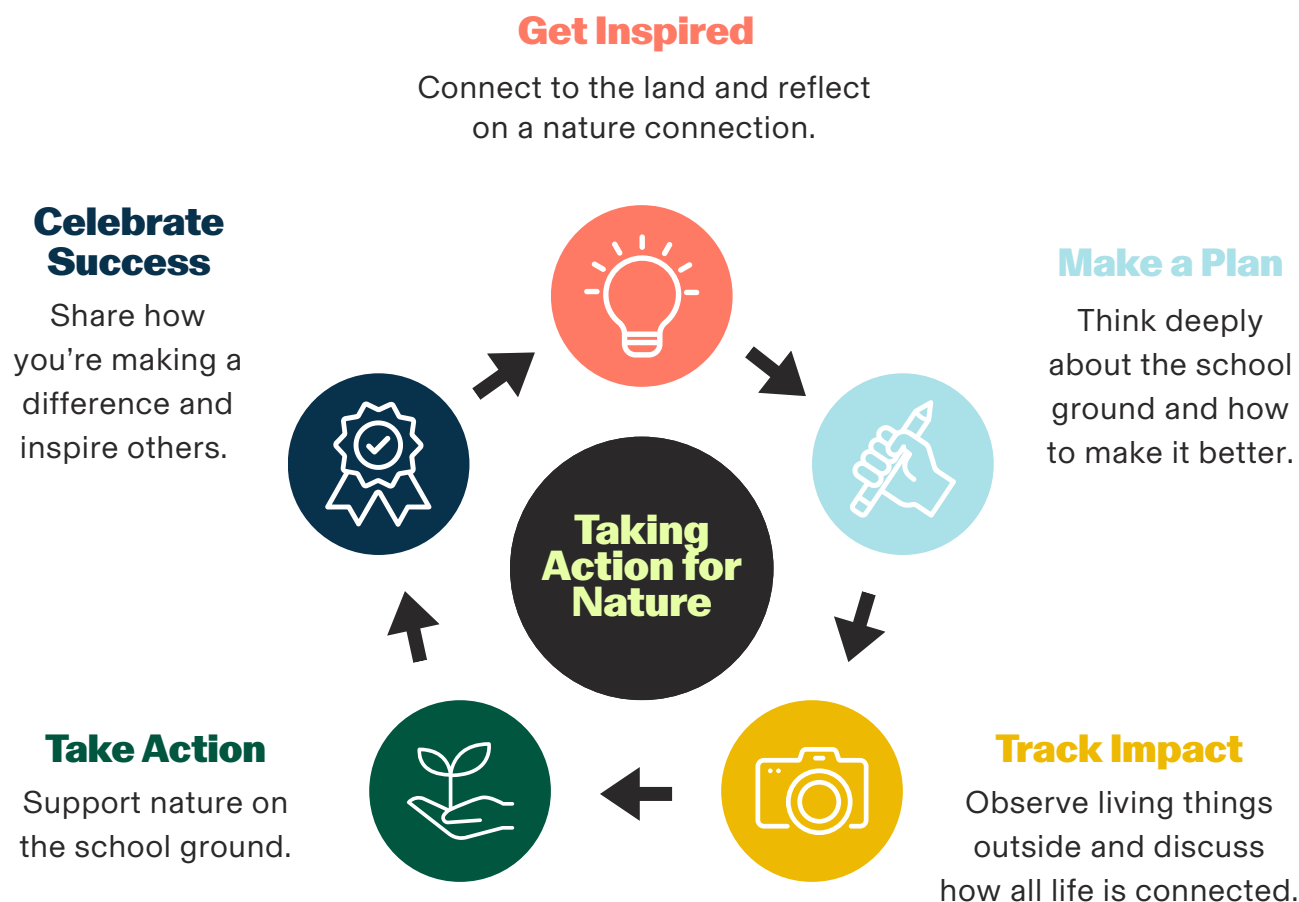 Get Inspired
Connect to the land and reflect
on a nature connection.
Make a Plan
Think deeply
about the school
ground and how
to make it better.
Track Impact
Observe living things
outside and discuss
how all life is connected.
Take Action
Support nature on
the school ground.
Celebrate
Success
Share how
you’re making a
difference and
inspire others.
Taking
Action for
Nature